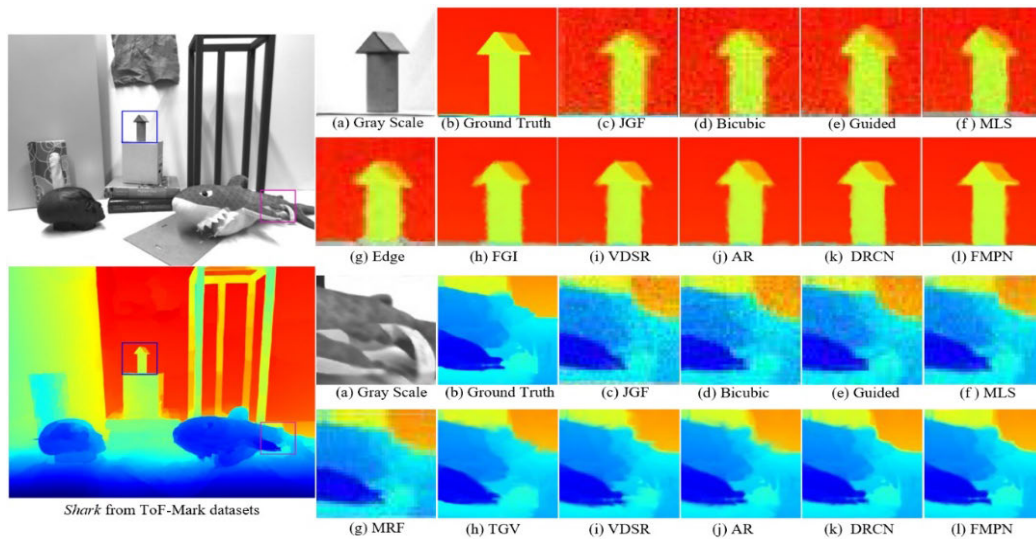 (a) Gray Scale (b) Ground Truth (c) JGF (d) Bicubic (e) Guided (f ) MLS
(g) Edge (h) FGI (i) VDSR (j) AR (k) DRCN (l) FMPN
(a) Gray Scale (b) Ground Truth (c) JGF (d) Bicubic (e) Guided (f ) MLS
(g) MRF (h) TGV (i) VDSR (j) AR (k) DRCN (l) FMPN
Shark from ToF-Mark datasets